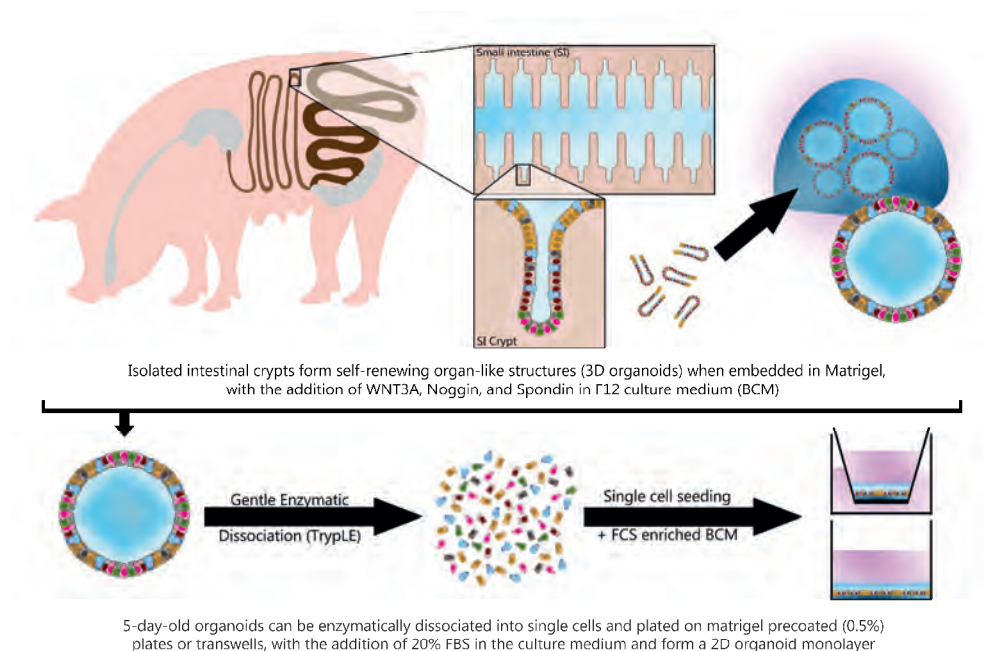 Small intestine (SI)
SI Crypt
Isolated intestinal crypts form self-renewing organ-like structures (3D organoids) when embedded in Matrigel,
with the addition of WNT3A, Noggin, and Spondin in F12 culture medium (BCM)
Gentle Enzymatic
Dissociation (TrypLE)
Single cell seeding
+ FCS enriched BCM
5-day-old organoids can be enzymatically dissociated into single cells and plated on matrigel precoated (0.5%)
plates or transwells, with the addition of 20% FBS in the culture medium and form a 2D organoid monolayer